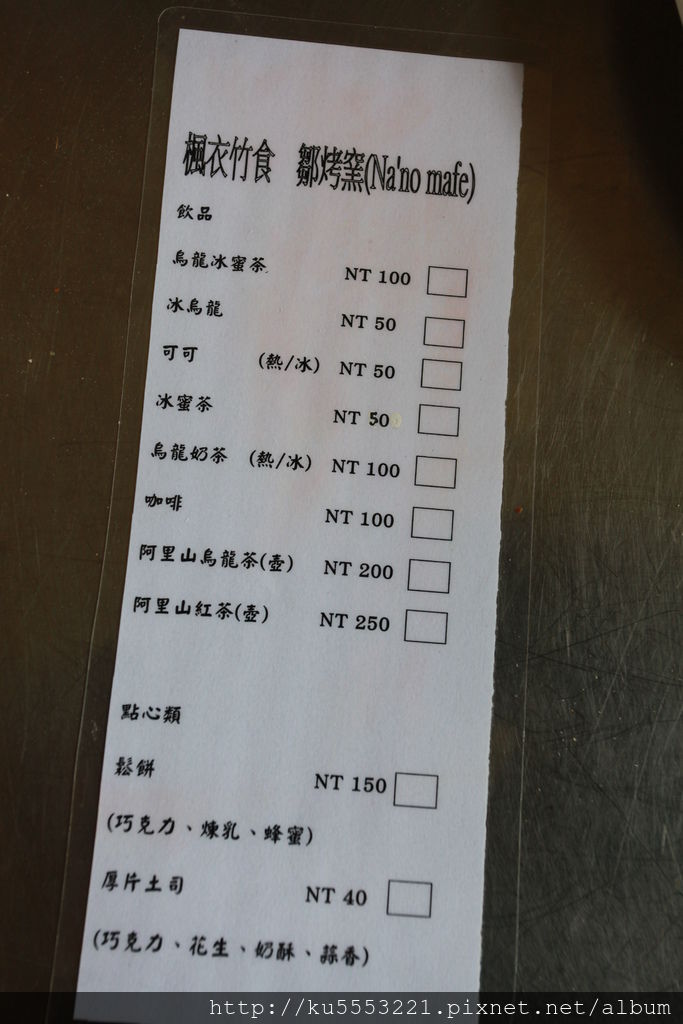 楓衣竹食 鄒烤窯(Na'no mafe)
飲品
烏龍冰蜜茶 NT 100
冰烏龍 NT 50
可可 (熱/冰) NT 50
冰蜜茶 NT 50
烏龍奶茶 (熱/冰) NT 100
咖啡 NT 100
阿里山烏龍茶(壺) NT 200
阿里山紅茶(壺) NT 250
點心類
鬆餅 NT 150
(巧克力、煉乳、蜂蜜)
厚片土司 NT 40
(巧克力、花生、奶酥、蒜香)
http://ku5553221.pixnet.net/album